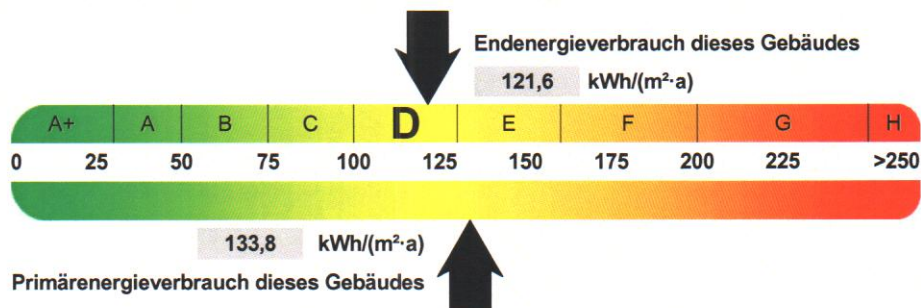 Endenergieverbrauch dieses Gebäudes
121,6 kWh/(m²·a)
A+ A B C D E F G H
0 25 50 75 100 125 150 175 200 225 >250
133,8 kWh/(m²·a)
Primärenergieverbrauch dieses Gebäudes